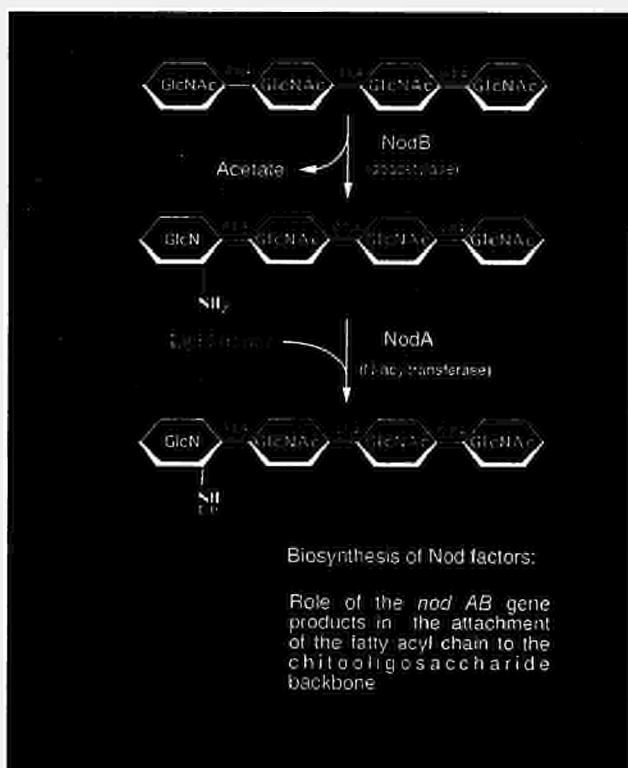 GlcNAc GlcNAc GlcNAc GlcNAc
NodB
Acetate
GlcN GlcNAc GlcNAc GlcNAc
NH2
NodA
(N-acyltransferase)
GlcN GlcNAc GlcNAc GlcNAc
NH
Biosynthesis of Nod factors:
Role of the nod AB gene
products in the attachment
of the fatty acyl chain to the
chitooligosaccharide
backbone